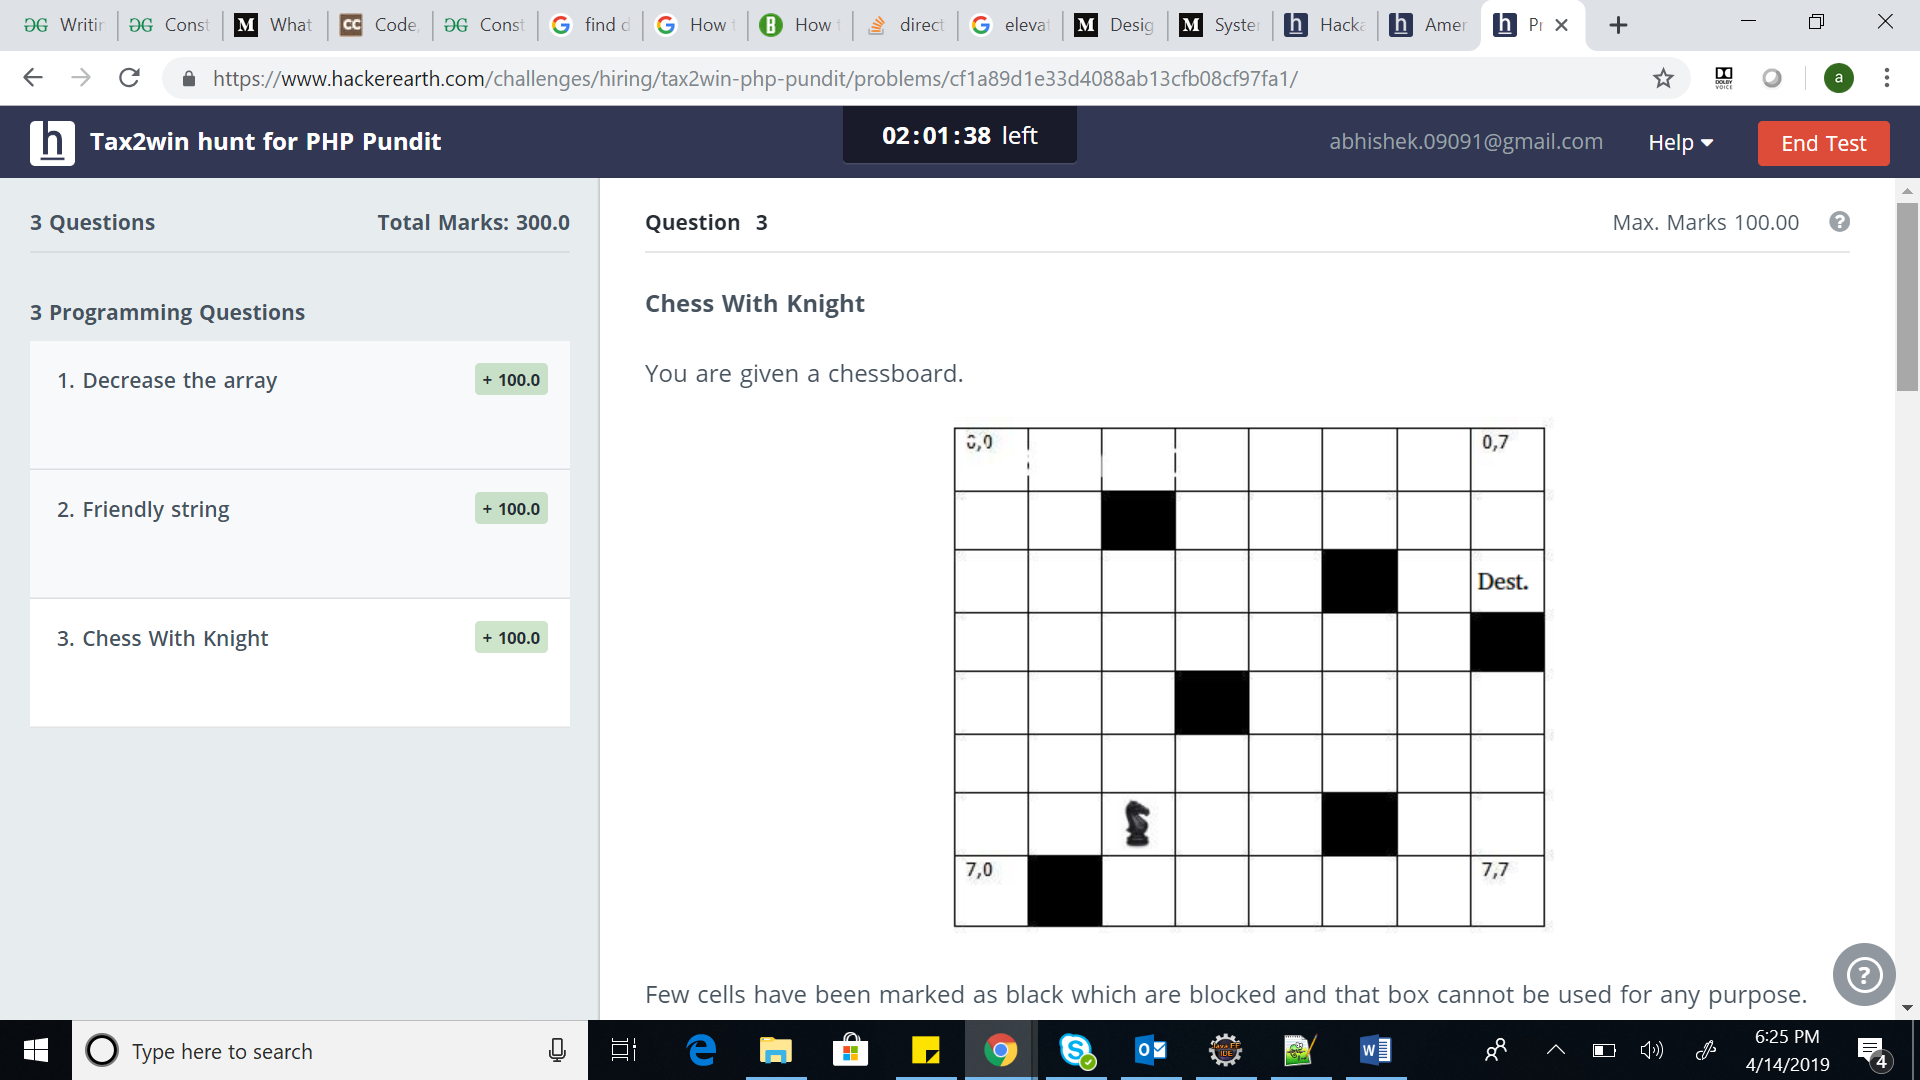 Writin
Const
What
Code,
Const
find d
How t
How t
direct
elevat
Desig
Syster
Hacka
Amer
Pr
https://www.hackerearth.com/challenges/hiring/tax2win-php-pundit/problems/cf1a89d1e33d4088ab13cfb08cf97fa1/
DOLBY
VOICE
a
h Tax2win hunt for PHP Pundit
02:01:38 left
abhishek.09091@gmail.com
Help
End Test
3 Questions
Total Marks: 300.0
3 Programming Questions
1. Decrease the array
+ 100.0
2. Friendly string
+ 100.0
3. Chess With Knight
+ 100.0
Question 3
Max. Marks 100.00
?
Chess With Knight
You are given a chessboard.
0,0
0,7
Dest.
7,0
7,7
Few cells have been marked as black which are blocked and that box cannot be used for any purpose.
?
Type here to search
6:25 PM
4/14/2019
4